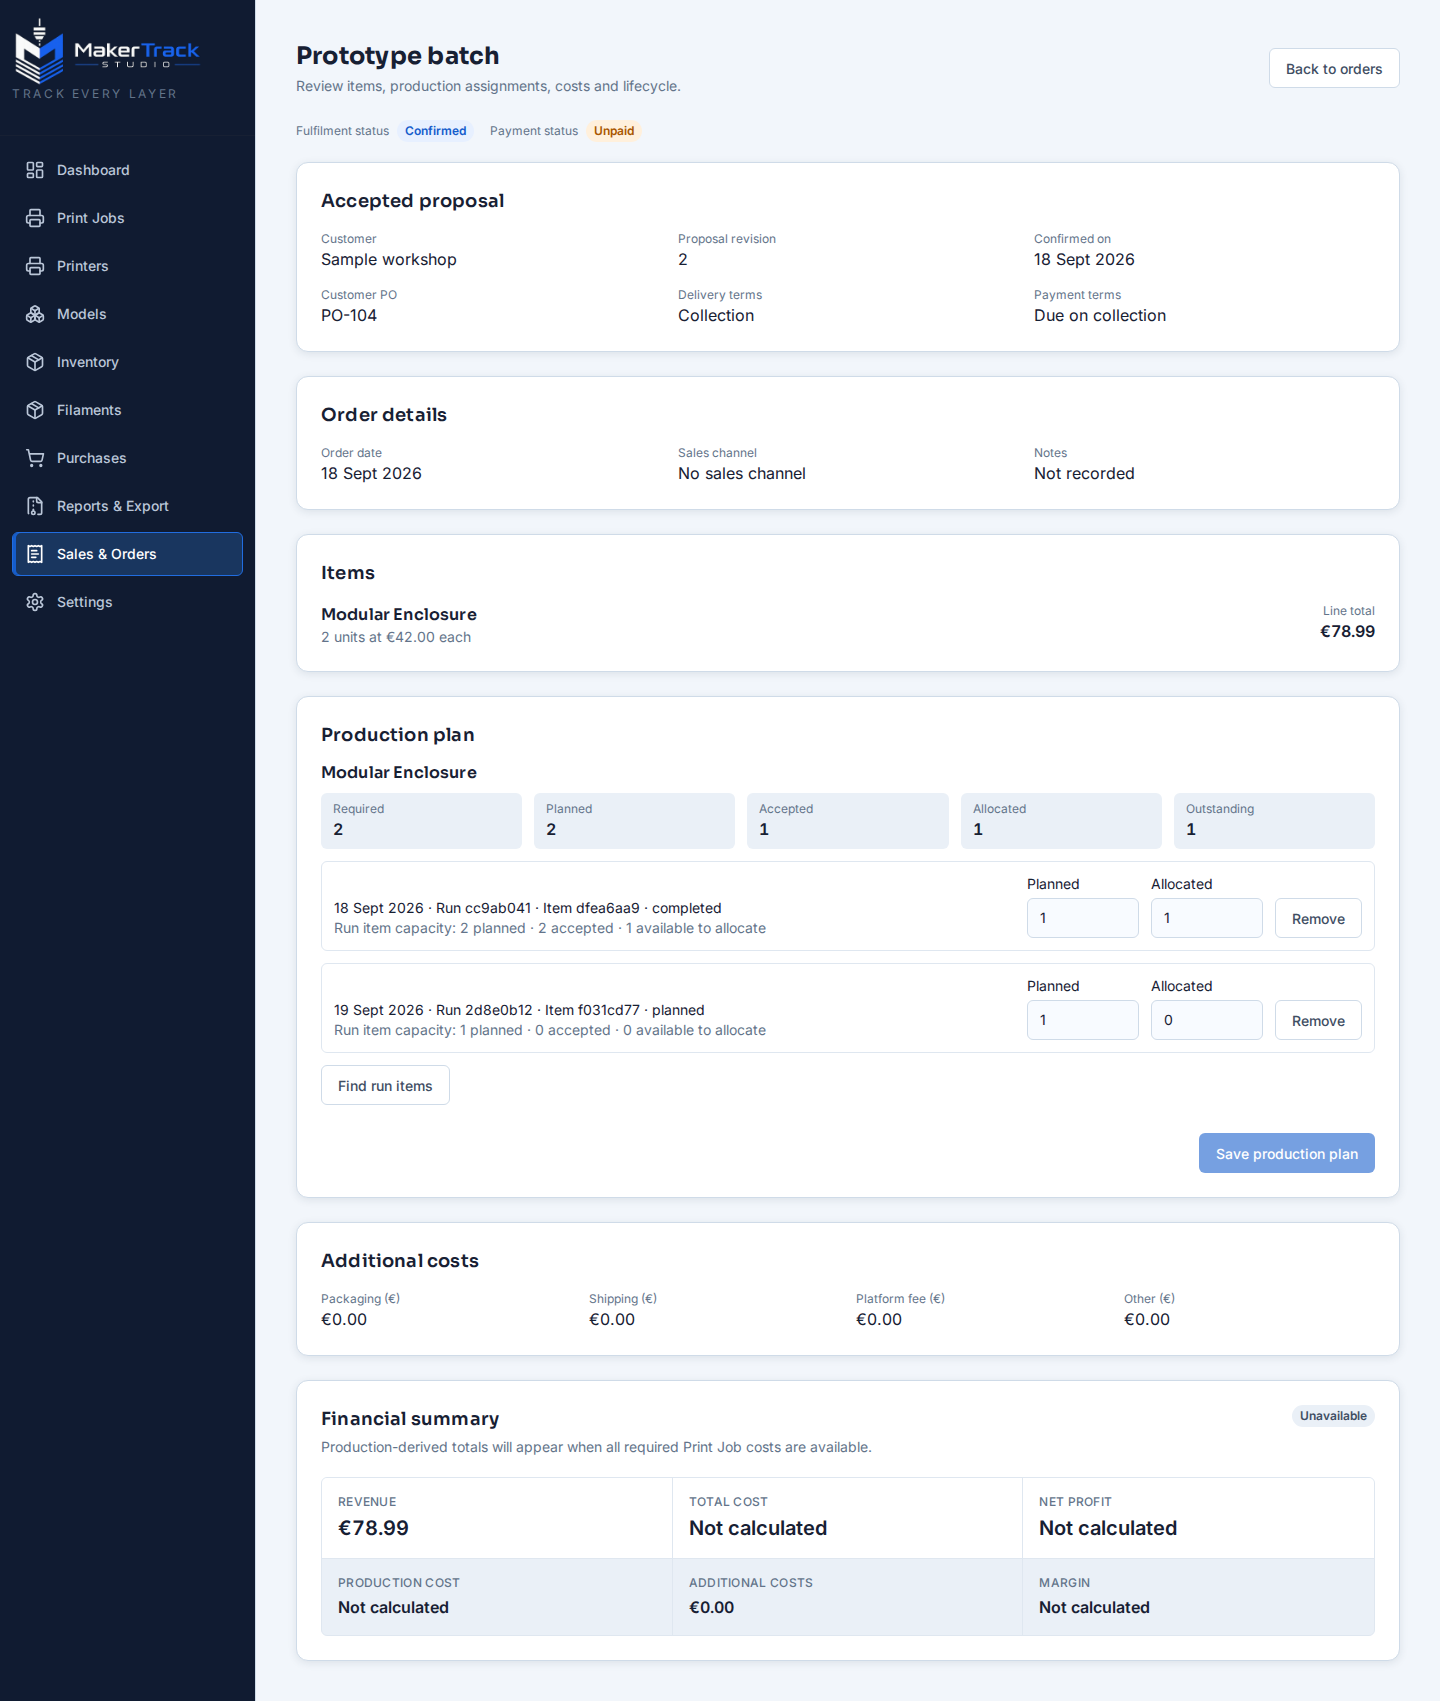 MakerTrack
STUDIO
TRACK EVERY LAYER
Dashboard
Print Jobs
Printers
Models
Inventory
Filaments
Purchases
Reports & Export
Sales & Orders
Settings
Prototype batch
Review items, production assignments, costs and lifecycle.
Back to orders
Fulfilment status Confirmed Payment status Unpaid
Accepted proposal
Customer Proposal revision Confirmed on
Sample workshop 2 18 Sept 2026
Customer PO Delivery terms Payment terms
PO-104 Collection Due on collection
Order details
Order date Sales channel Notes
18 Sept 2026 No sales channel Not recorded
Items
Modular Enclosure
2 units at €42.00 each
Line total
€78.99
Production plan
Modular Enclosure
Required Planned Accepted Allocated Outstanding
2 2 1 1 1
Planned Allocated
18 Sept 2026 · Run cc9ab041 · Item dfea6aa9 · completed
Run item capacity: 2 planned · 2 accepted · 1 available to allocate
1 1 Remove
Planned Allocated
19 Sept 2026 · Run 2d8e0b12 · Item f031cd77 · planned
Run item capacity: 1 planned · 0 accepted · 0 available to allocate
1 0 Remove
Find run items
Save production plan
Additional costs
Packaging (€) Shipping (€) Platform fee (€) Other (€)
€0.00 €0.00 €0.00 €0.00
Financial summary
Unavailable
Production-derived totals will appear when all required Print Job costs are available.
REVENUE TOTAL COST NET PROFIT
€78.99 Not calculated Not calculated
PRODUCTION COST ADDITIONAL COSTS MARGIN
Not calculated €0.00 Not calculated